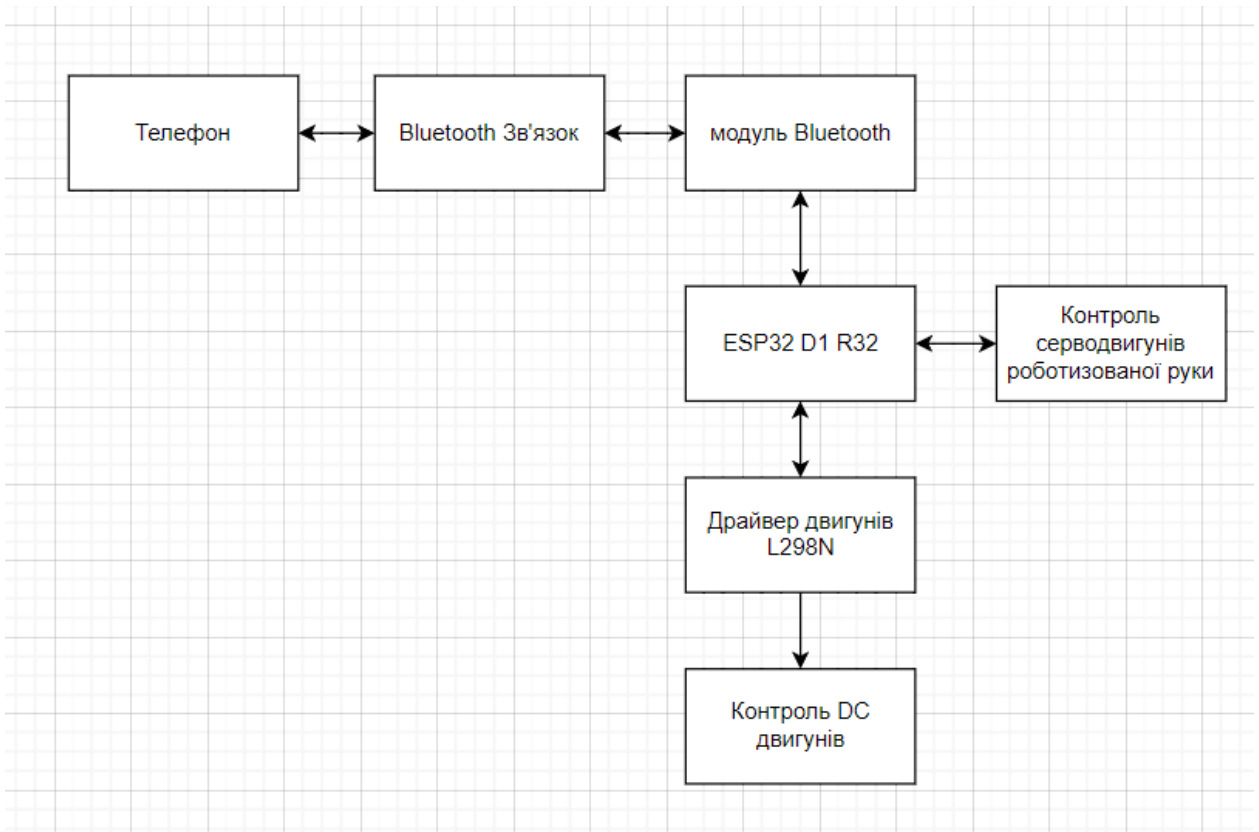 Телефон
Bluetooth Зв'язок
модуль Bluetooth
ESP32 D1 R32
Контроль
серводвигунів
роботизованої руки
Драйвер двигунів
L298N
Контроль DC
двигунів